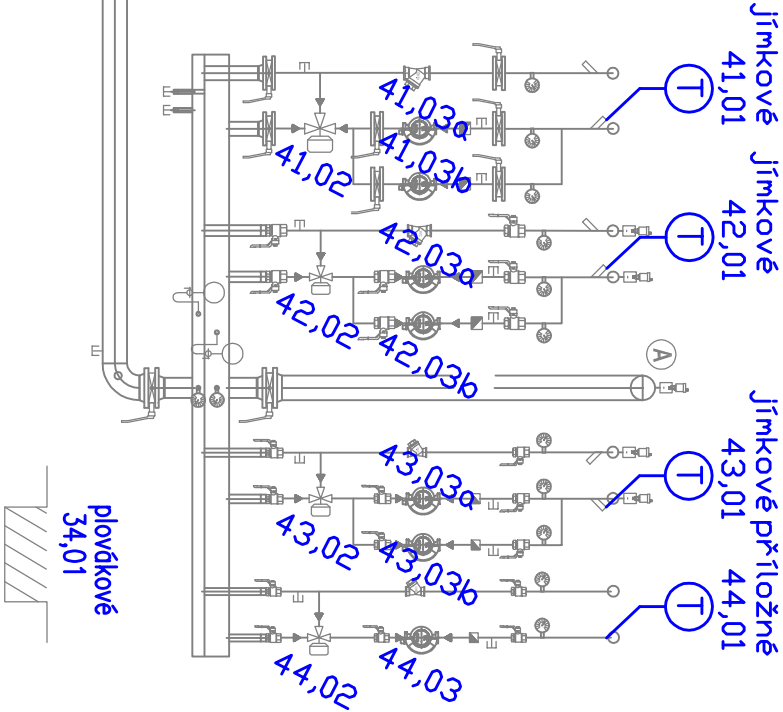 jímkové
41,01
jímkové
42,01
jímkové
43,01
příložné
44,01
T
T
T
T
41,03a
41,03b
41,02
42,03a
42,02
42,03b
A
43,03a
43,02
43,03b
44,02
44,03
plovákové
34,01